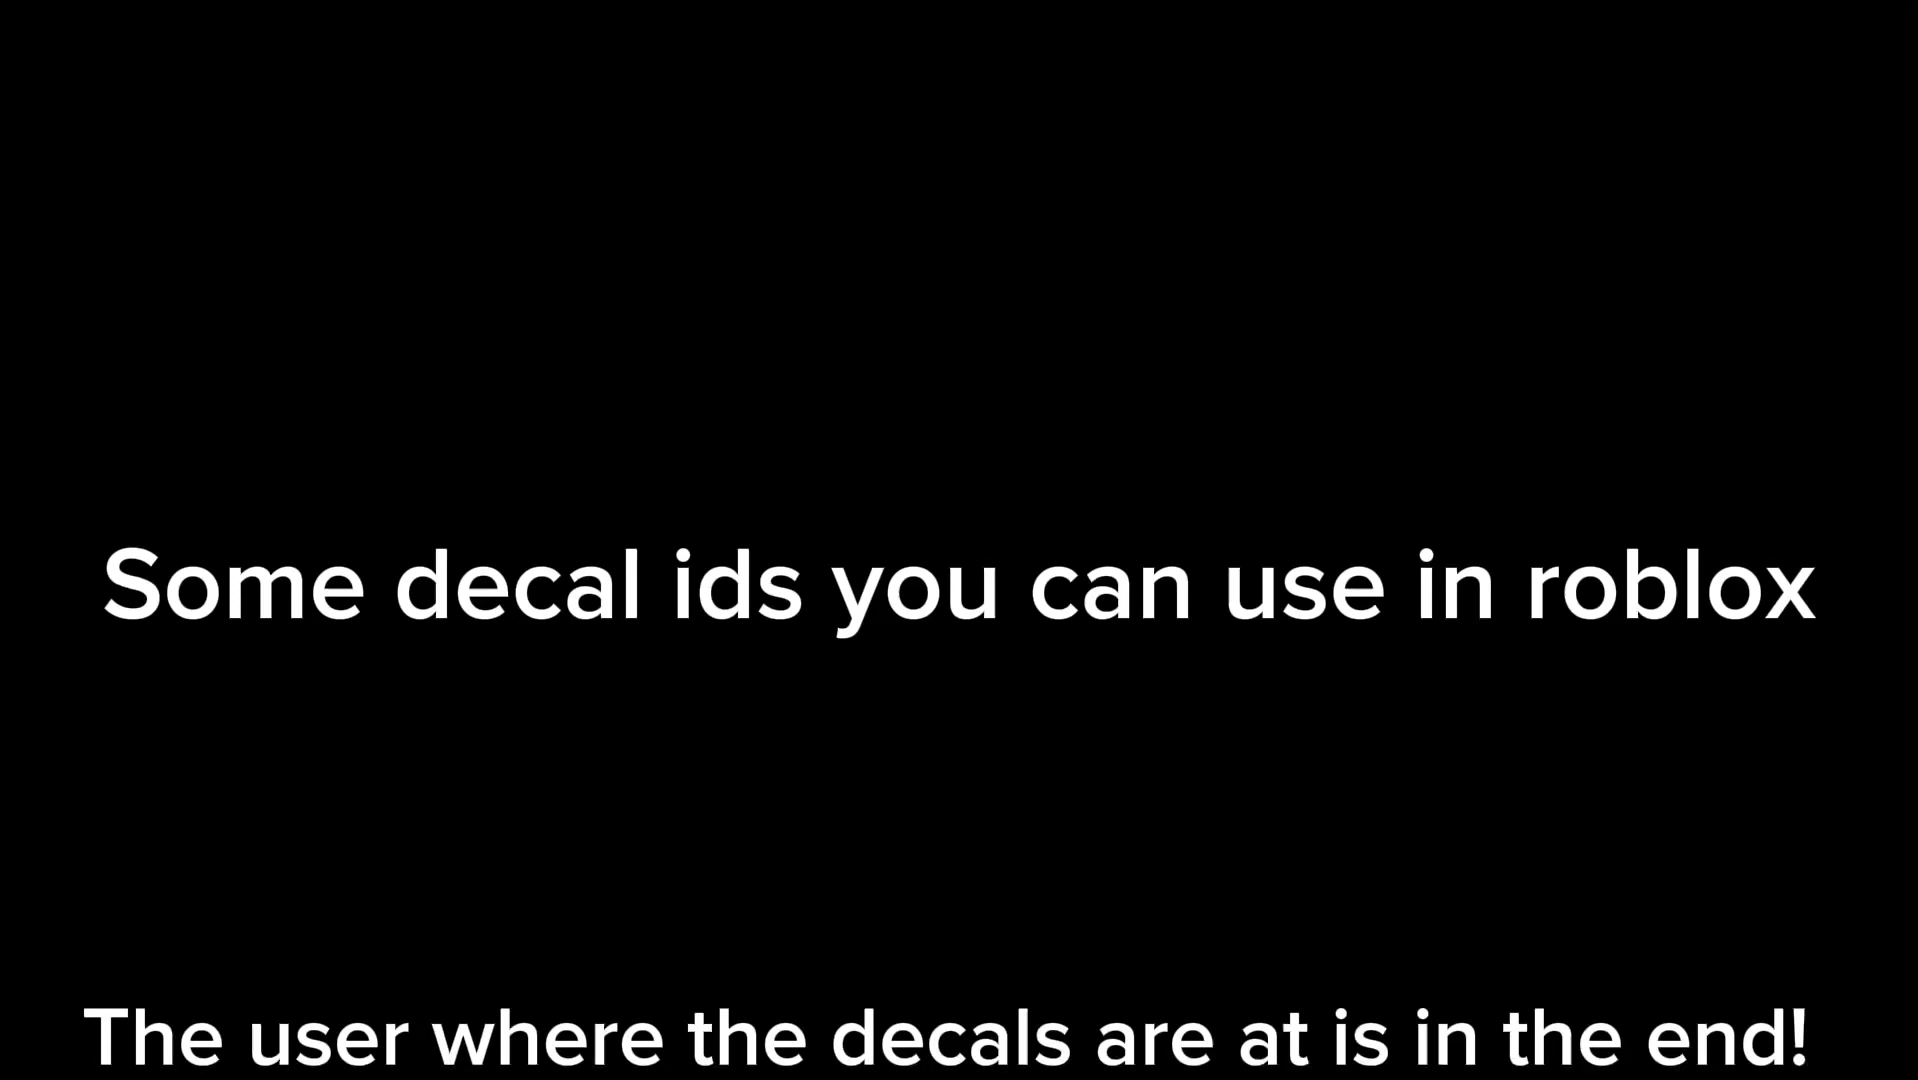 Some decal ids you can use in roblox
The user where the decals are at is in the end!